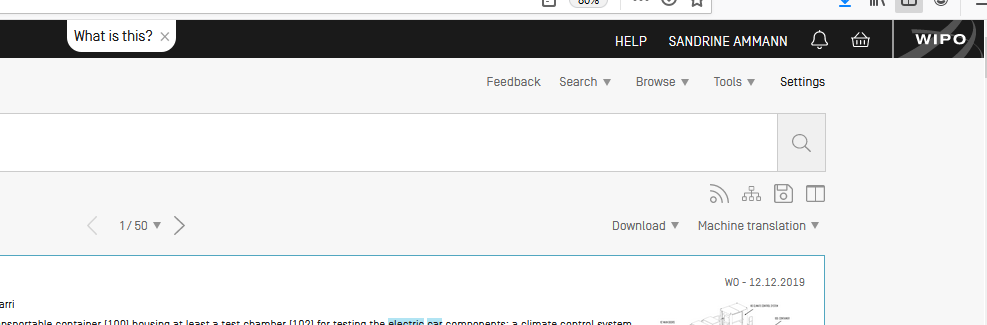 80%
What is this? ×
HELP SANDRINE AMMANN WIPO
Feedback Search Browse Tools Settings
1 / 50
Download Machine translation
WO - 12.12.2019
arri
nsportable container [100] housing at least a test chamber [102] for testing the electric car components; a climate control system